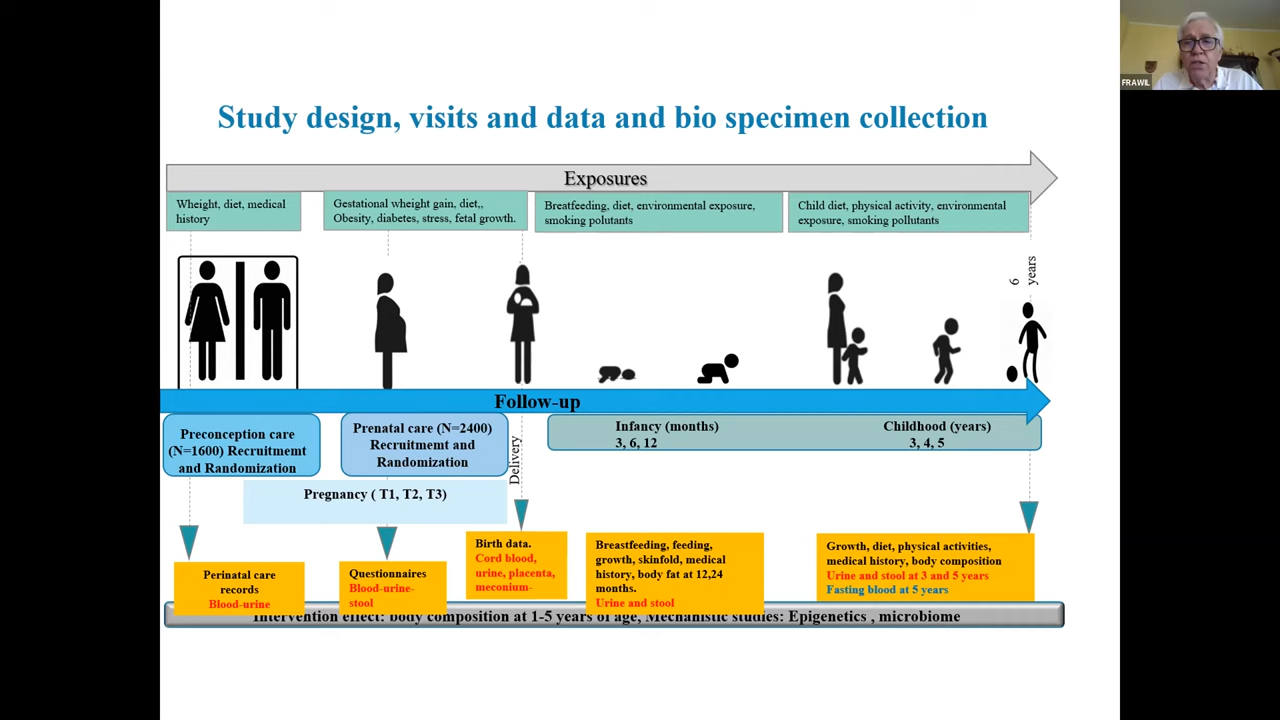 FRAWIL
Study design, visits and data and bio specimen collection
Exposures
Wheight, diet, medical
history
Gestational wheight gain, diet,,
Obesity, diabetes, stress, fetal growth.
Breastfeeding, diet, environmental exposure,
smoking polutants
Child diet, physical activity, environmental
exposure, smoking pollutants
6
years
Follow-up
Preconception care
(N=1600) Recruitmemt
and Randomization
Prenatal care (N=2400)
Recruitmemt and
Randomization
Delivery
Infancy (months)
3, 6, 12
Childhood (years)
3, 4, 5
Pregnancy ( T1, T2, T3)
Perinatal care
records
Blood-urine
Questionnaires
Blood-urine-
stool
Birth data.
Cord blood,
urine, placenta,
meconium-
Breastfeeding, feeding,
growth, skinfold, medical
history, body fat at 12,24
months.
Urine and stool
Growth, diet, physical activities,
medical history, body composition
Urine and stool at 3 and 5 years
Fasting blood at 5 years
Intervention effect: body composition at 1-5 years of age, Mechanistic studies: Epigenetics , microbiome